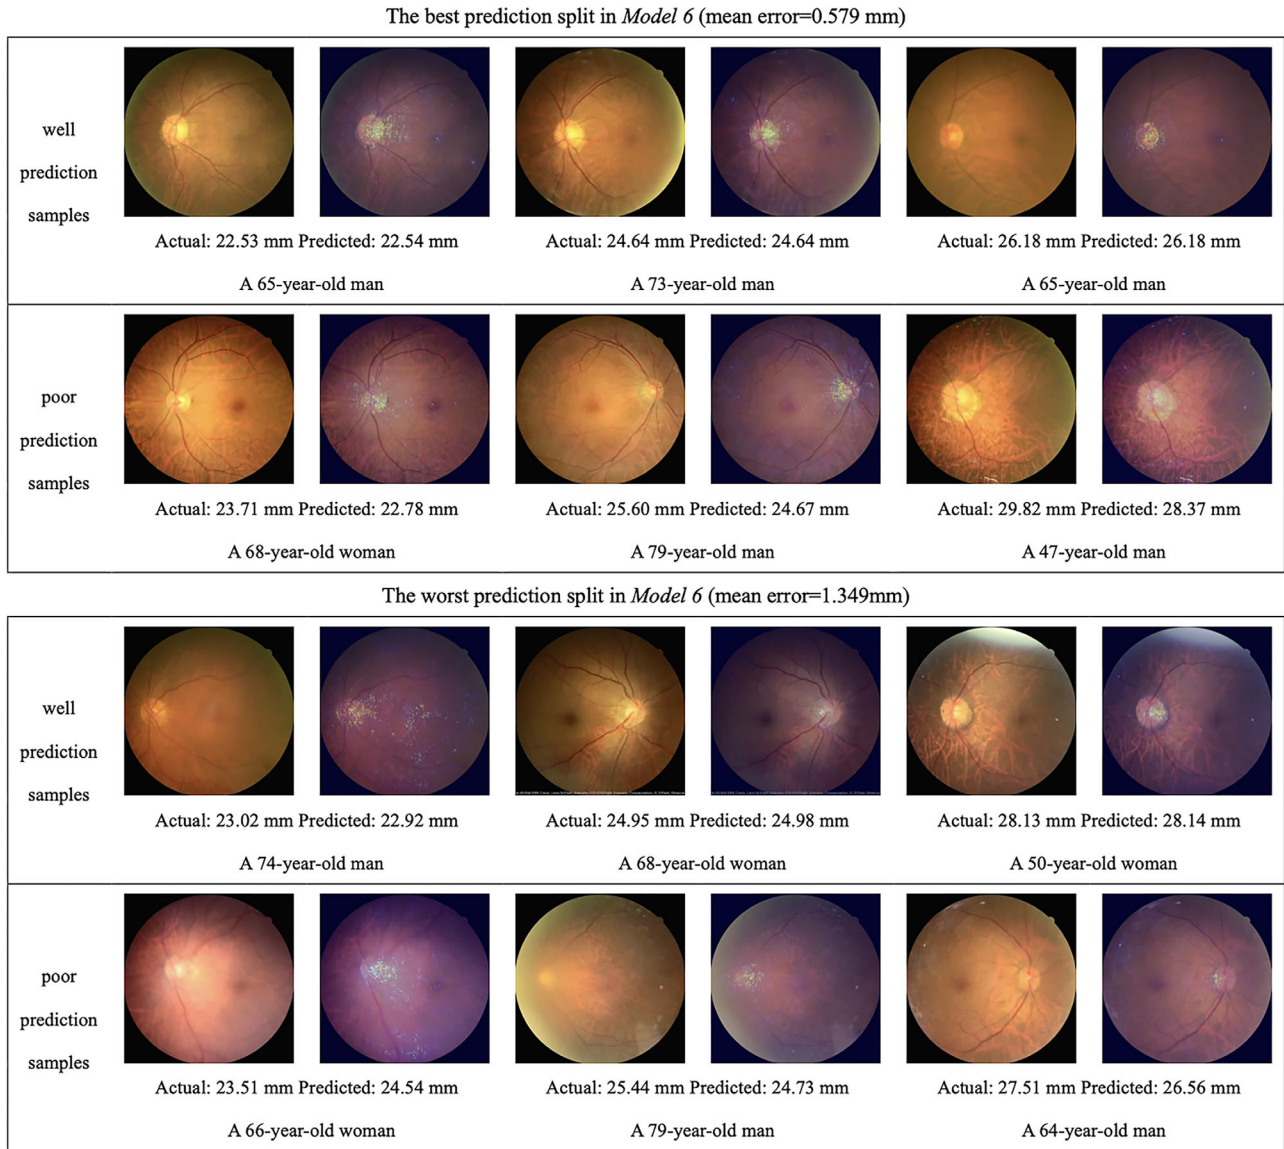 The best prediction split in Model 6 (mean error=0.579 mm)
well
prediction
samples
Actual: 22.53 mm Predicted: 22.54 mm
A 65-year-old man
Actual: 24.64 mm Predicted: 24.64 mm
A 73-year-old man
Actual: 26.18 mm Predicted: 26.18 mm
A 65-year-old man
poor
prediction
samples
Actual: 23.71 mm Predicted: 22.78 mm
A 68-year-old woman
Actual: 25.60 mm Predicted: 24.67 mm
A 79-year-old man
Actual: 29.82 mm Predicted: 28.37 mm
A 47-year-old man
The worst prediction split in Model 6 (mean error=1.349mm)
well
prediction
samples
Actual: 23.02 mm Predicted: 22.92 mm
A 74-year-old man
Actual: 24.95 mm Predicted: 24.98 mm
A 68-year-old woman
Actual: 28.13 mm Predicted: 28.14 mm
A 50-year-old woman
poor
prediction
samples
Actual: 23.51 mm Predicted: 24.54 mm
A 66-year-old woman
Actual: 25.44 mm Predicted: 24.73 mm
A 79-year-old man
Actual: 27.51 mm Predicted: 26.56 mm
A 64-year-old man